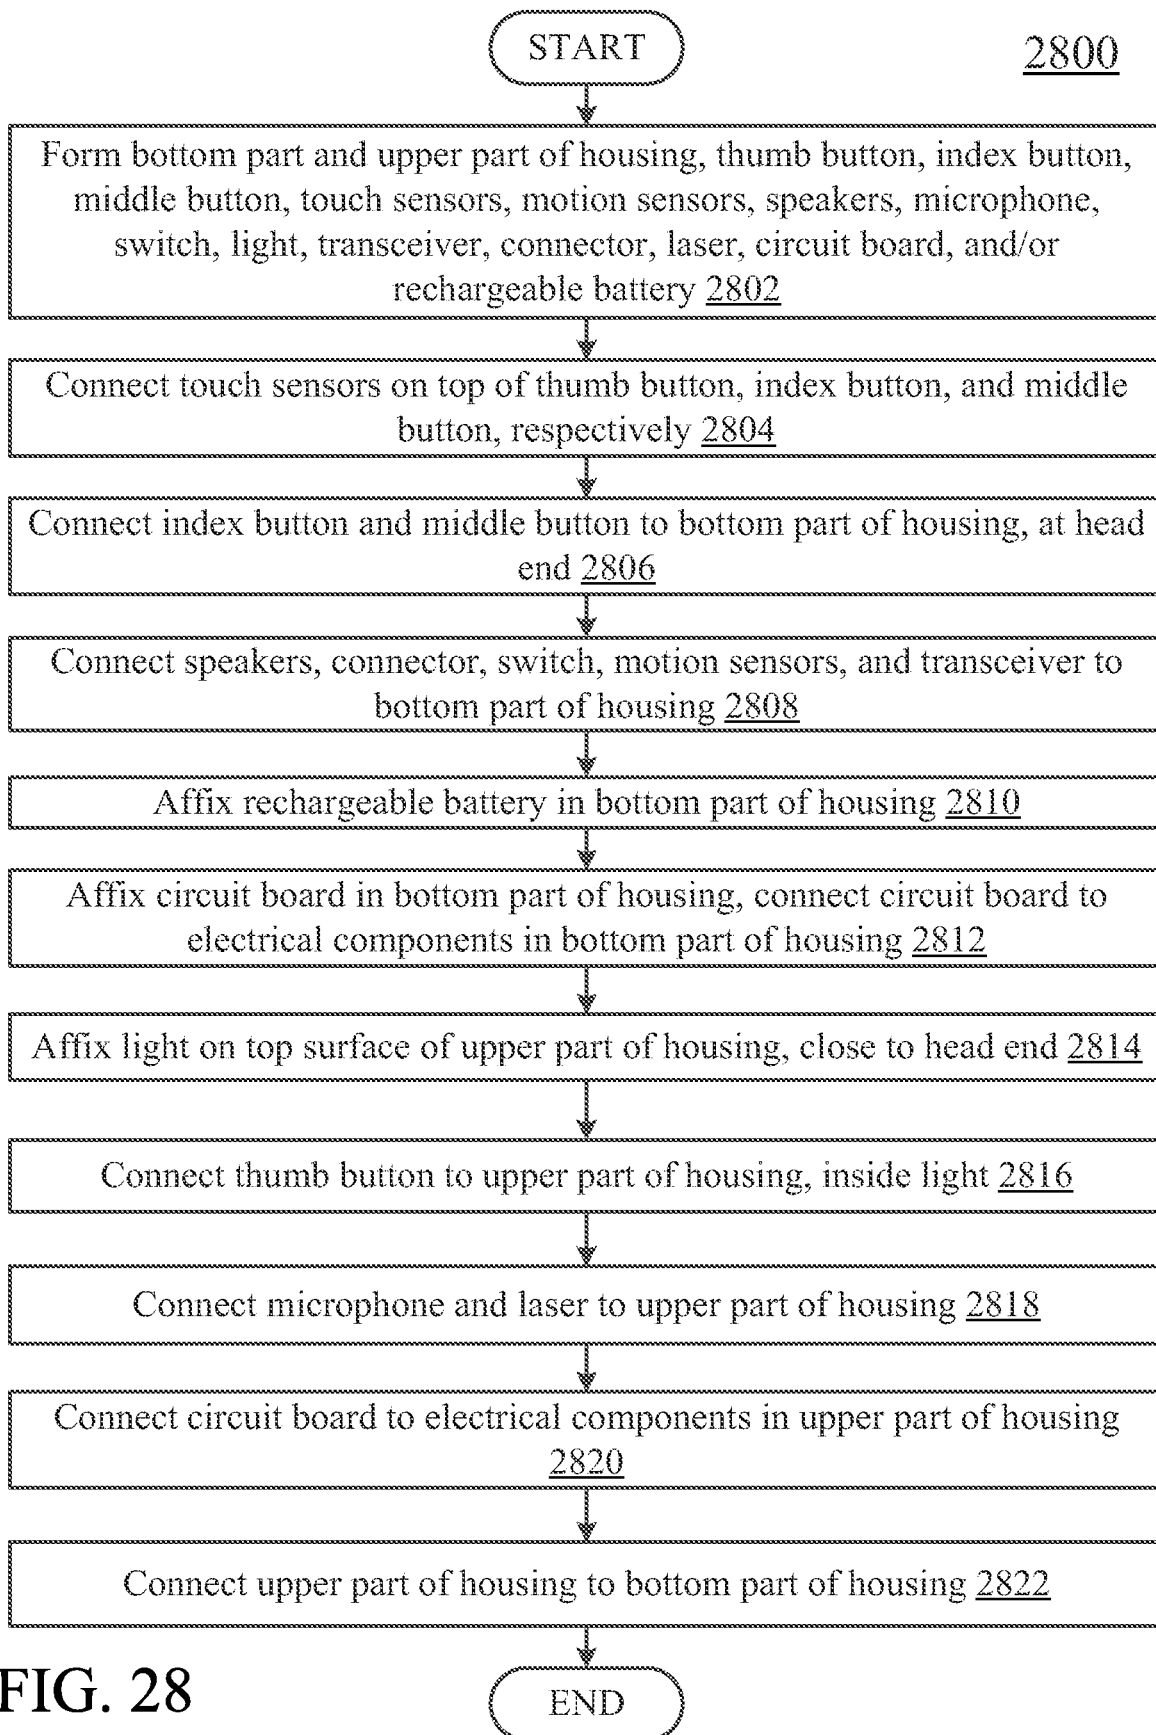 START
2800
Form bottom part and upper part of housing, thumb button, index button,
middle button, touch sensors, motion sensors, speakers, microphone,
switch, light, transceiver, connector, laser, circuit board, and/or
rechargeable battery 2802
Connect touch sensors on top of thumb button, index button, and middle
button, respectively 2804
Connect index button and middle button to bottom part of housing, at head
end 2806
Connect speakers, connector, switch, motion sensors, and transceiver to
bottom part of housing 2808
Affix rechargeable battery in bottom part of housing 2810
Affix circuit board in bottom part of housing, connect circuit board to
electrical components in bottom part of housing 2812
Affix light on top surface of upper part of housing, close to head end 2814
Connect thumb button to upper part of housing, inside light 2816
Connect microphone and laser to upper part of housing 2818
Connect circuit board to electrical components in upper part of housing
2820
Connect upper part of housing to bottom part of housing 2822
END
FIG. 28